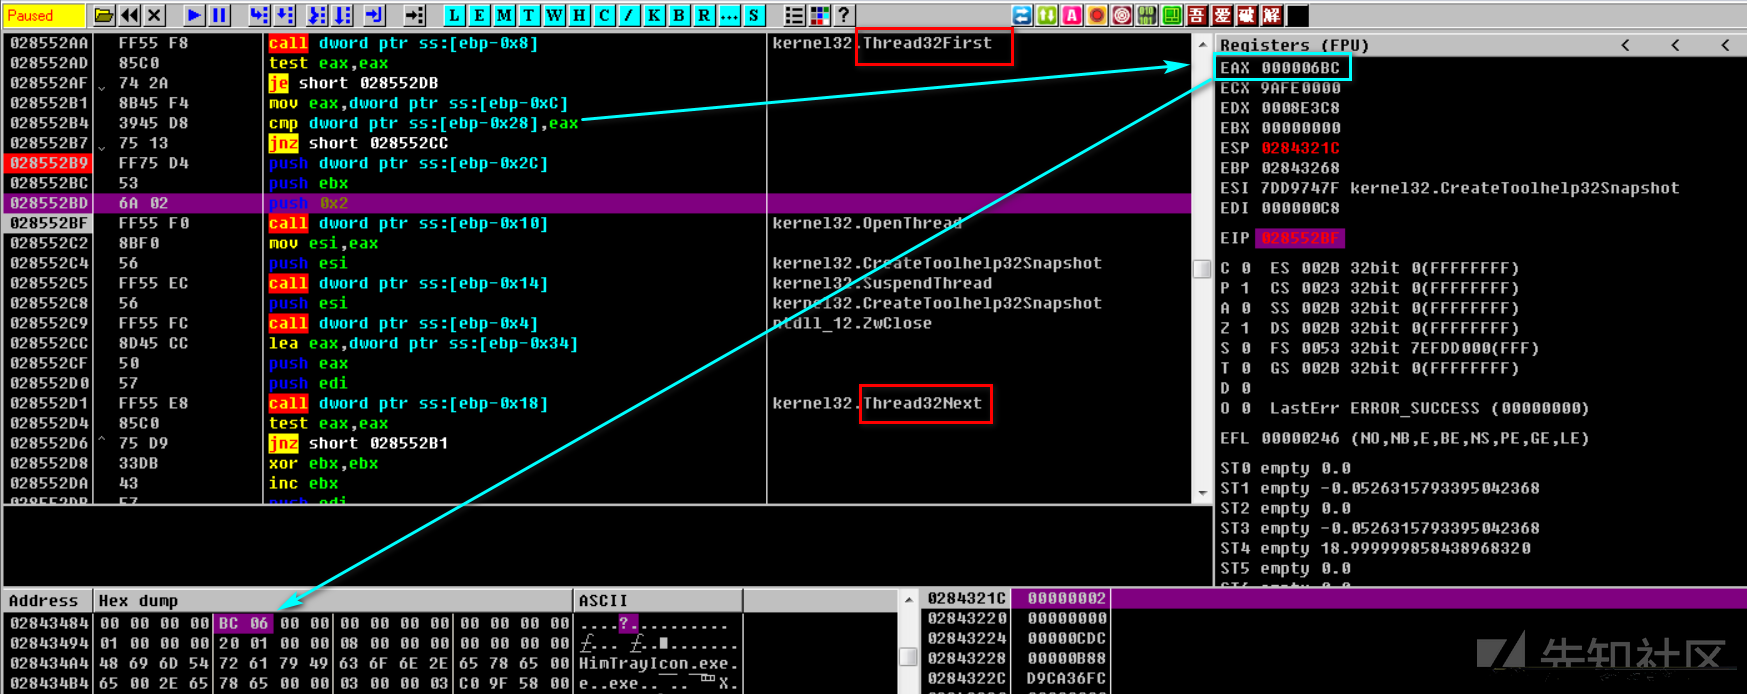 Paused L E M T W H C / K B R ... S ? A 吾 爱 破 解
028552AA FF55 F8 call dword ptr ss:[ebp-0x8] kernel32.Thread32First
028552AD 85C0 test eax,eax
028552AF 74 2A je short 028552DB
028552B1 8B45 F4 mov eax,dword ptr ss:[ebp-0xC]
028552B4 3945 D8 cmp dword ptr ss:[ebp-0x28],eax
028552B7 75 13 jnz short 028552CC
028552B9 FF75 D4 push dword ptr ss:[ebp-0x2C]
028552BC 53 push ebx
028552BD 6A 02 push 0x2
028552BF FF55 F0 call dword ptr ss:[ebp-0x10] kernel32.OpenThread
028552C2 8BF0 mov esi,eax
028552C4 56 push esi kernel32.CreateToolhelp32Snapshot
028552C5 FF55 EC call dword ptr ss:[ebp-0x14] kernel32.SuspendThread
028552C8 56 push esi kernel32.CreateToolhelp32Snapshot
028552C9 FF55 FC call dword ptr ss:[ebp-0x4] ntdll_12.ZwClose
028552CC 8D45 CC lea eax,dword ptr ss:[ebp-0x34]
028552CF 50 push eax
028552D0 57 push edi
028552D1 FF55 E8 call dword ptr ss:[ebp-0x18] kernel32.Thread32Next
028552D4 85C0 test eax,eax
028552D6 ^ 75 D9 jnz short 028552B1
028552D8 33DB xor ebx,ebx
028552DA 43 inc ebx
028552DB 57 push edi
Registers (FPU) < < <
EAX 000006BC
ECX 9AFE0000
EDX 0008E3C8
EBX 00000000
ESP 0284321C
EBP 02843268
ESI 7DD9747F kernel32.CreateToolhelp32Snapshot
EDI 000000C8
EIP 028552BF
C 0 ES 002B 32bit 0(FFFFFFFF)
P 1 CS 0023 32bit 0(FFFFFFFF)
A 0 SS 002B 32bit 0(FFFFFFFF)
Z 1 DS 002B 32bit 0(FFFFFFFF)
S 0 FS 0053 32bit 7EFDD000(FFF)
T 0 GS 002B 32bit 0(FFFFFFFF)
D 0
O 0 LastErr ERROR_SUCCESS (00000000)
EFL 00000246 (NO,NB,E,BE,NS,PE,GE,LE)
ST0 empty 0.0
ST1 empty -0.0526315793395042368
ST2 empty 0.0
ST3 empty -0.0526315793395042368
ST4 empty 18.999999858438968320
ST5 empty 0.0
ST6 empty 0.0
Address Hex dump ASCII
02843484 00 00 00 00 BC 06 00 00 00 00 00 00 00 00 00 00 ....?..........
02843494 01 00 00 00 20 01 00 00 08 00 00 00 00 00 00 00
028434A4 48 69 6D 54 72 61 79 49 63 6F 6E 2E 65 78 65 00 HimTrayIcon.exe.
028434B4 65 00 2E 65 78 65 00 00 03 00 00 03 C0 9F 58 00
0284321C 00000002
02843220 00000000
02843224 00000CDC
02843228 00000B88
0284322C D9CA36FC
先知社区